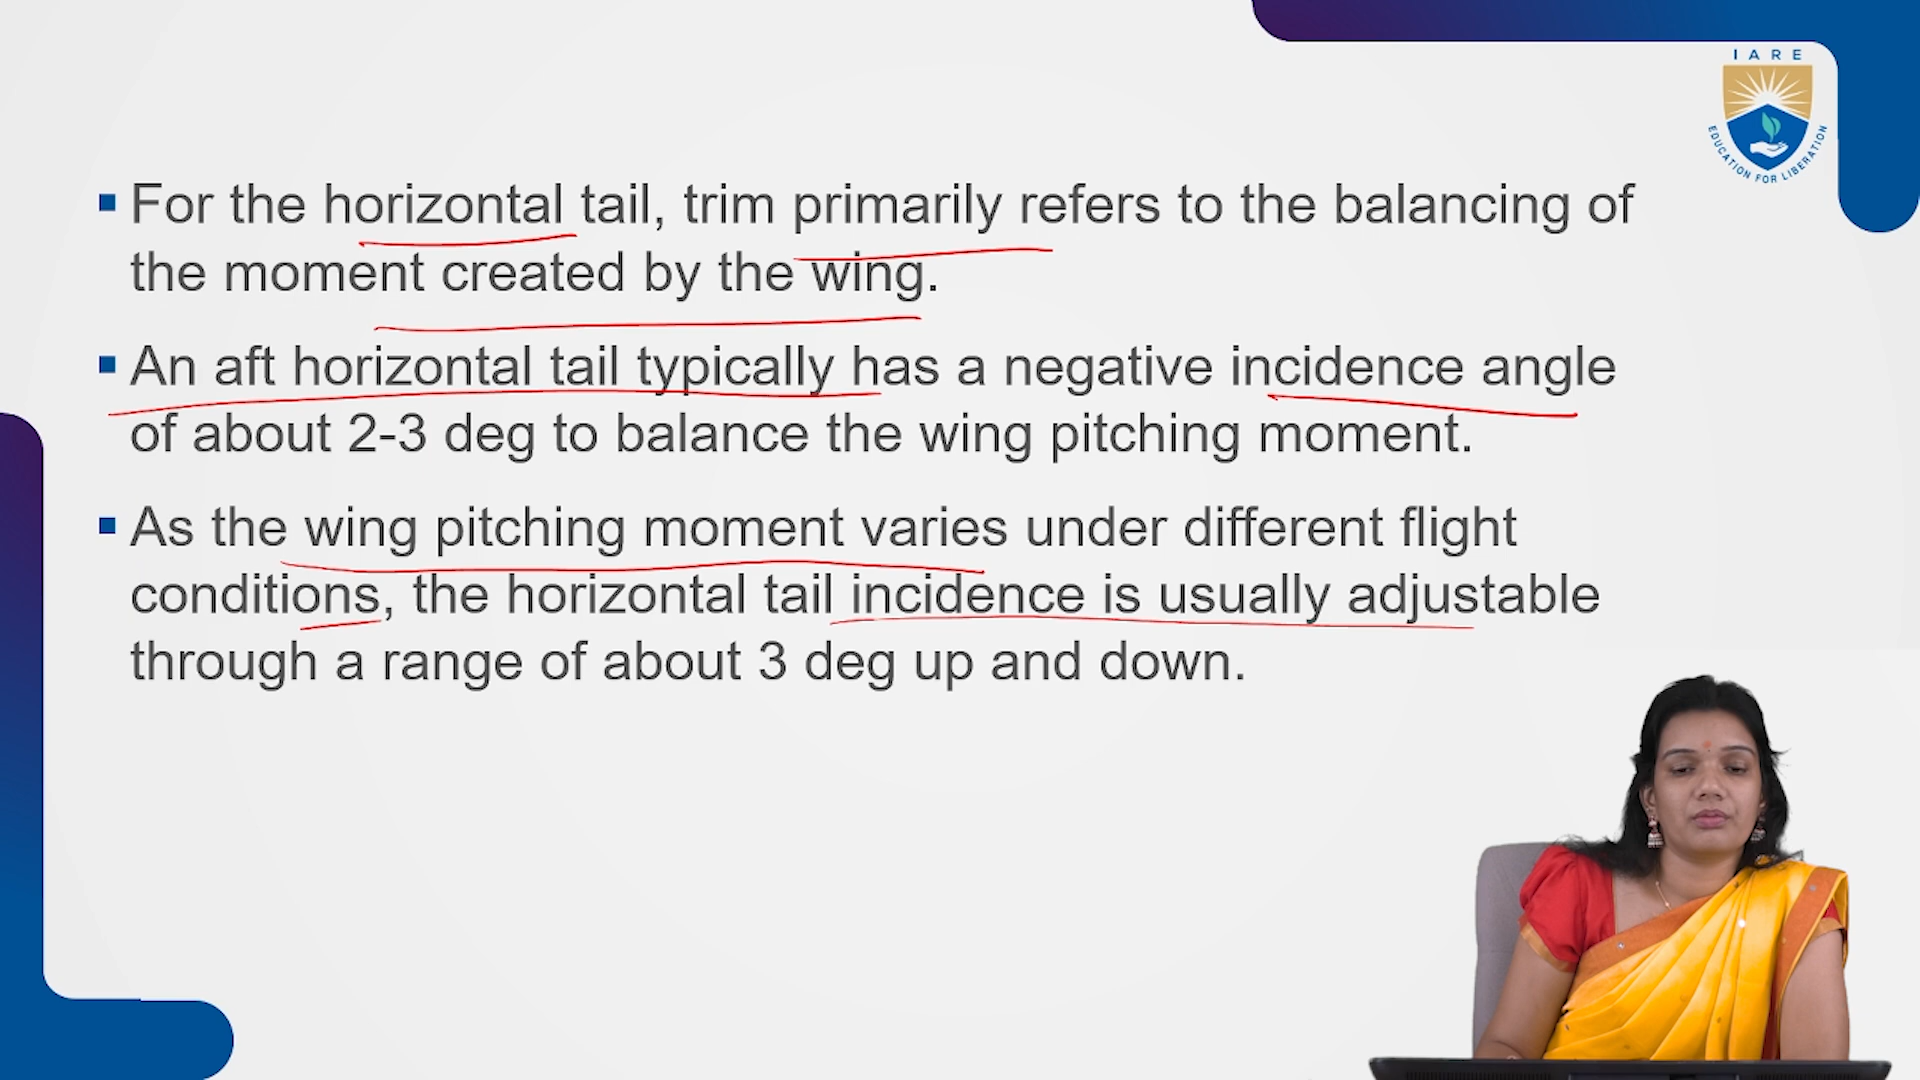 IARE
EDUCATION FOR LIBERATION
▪ For the horizontal tail, trim primarily refers to the balancing of
the moment created by the wing.
▪ An aft horizontal tail typically has a negative incidence angle
of about 2-3 deg to balance the wing pitching moment.
▪ As the wing pitching moment varies under different flight
conditions, the horizontal tail incidence is usually adjustable
through a range of about 3 deg up and down.